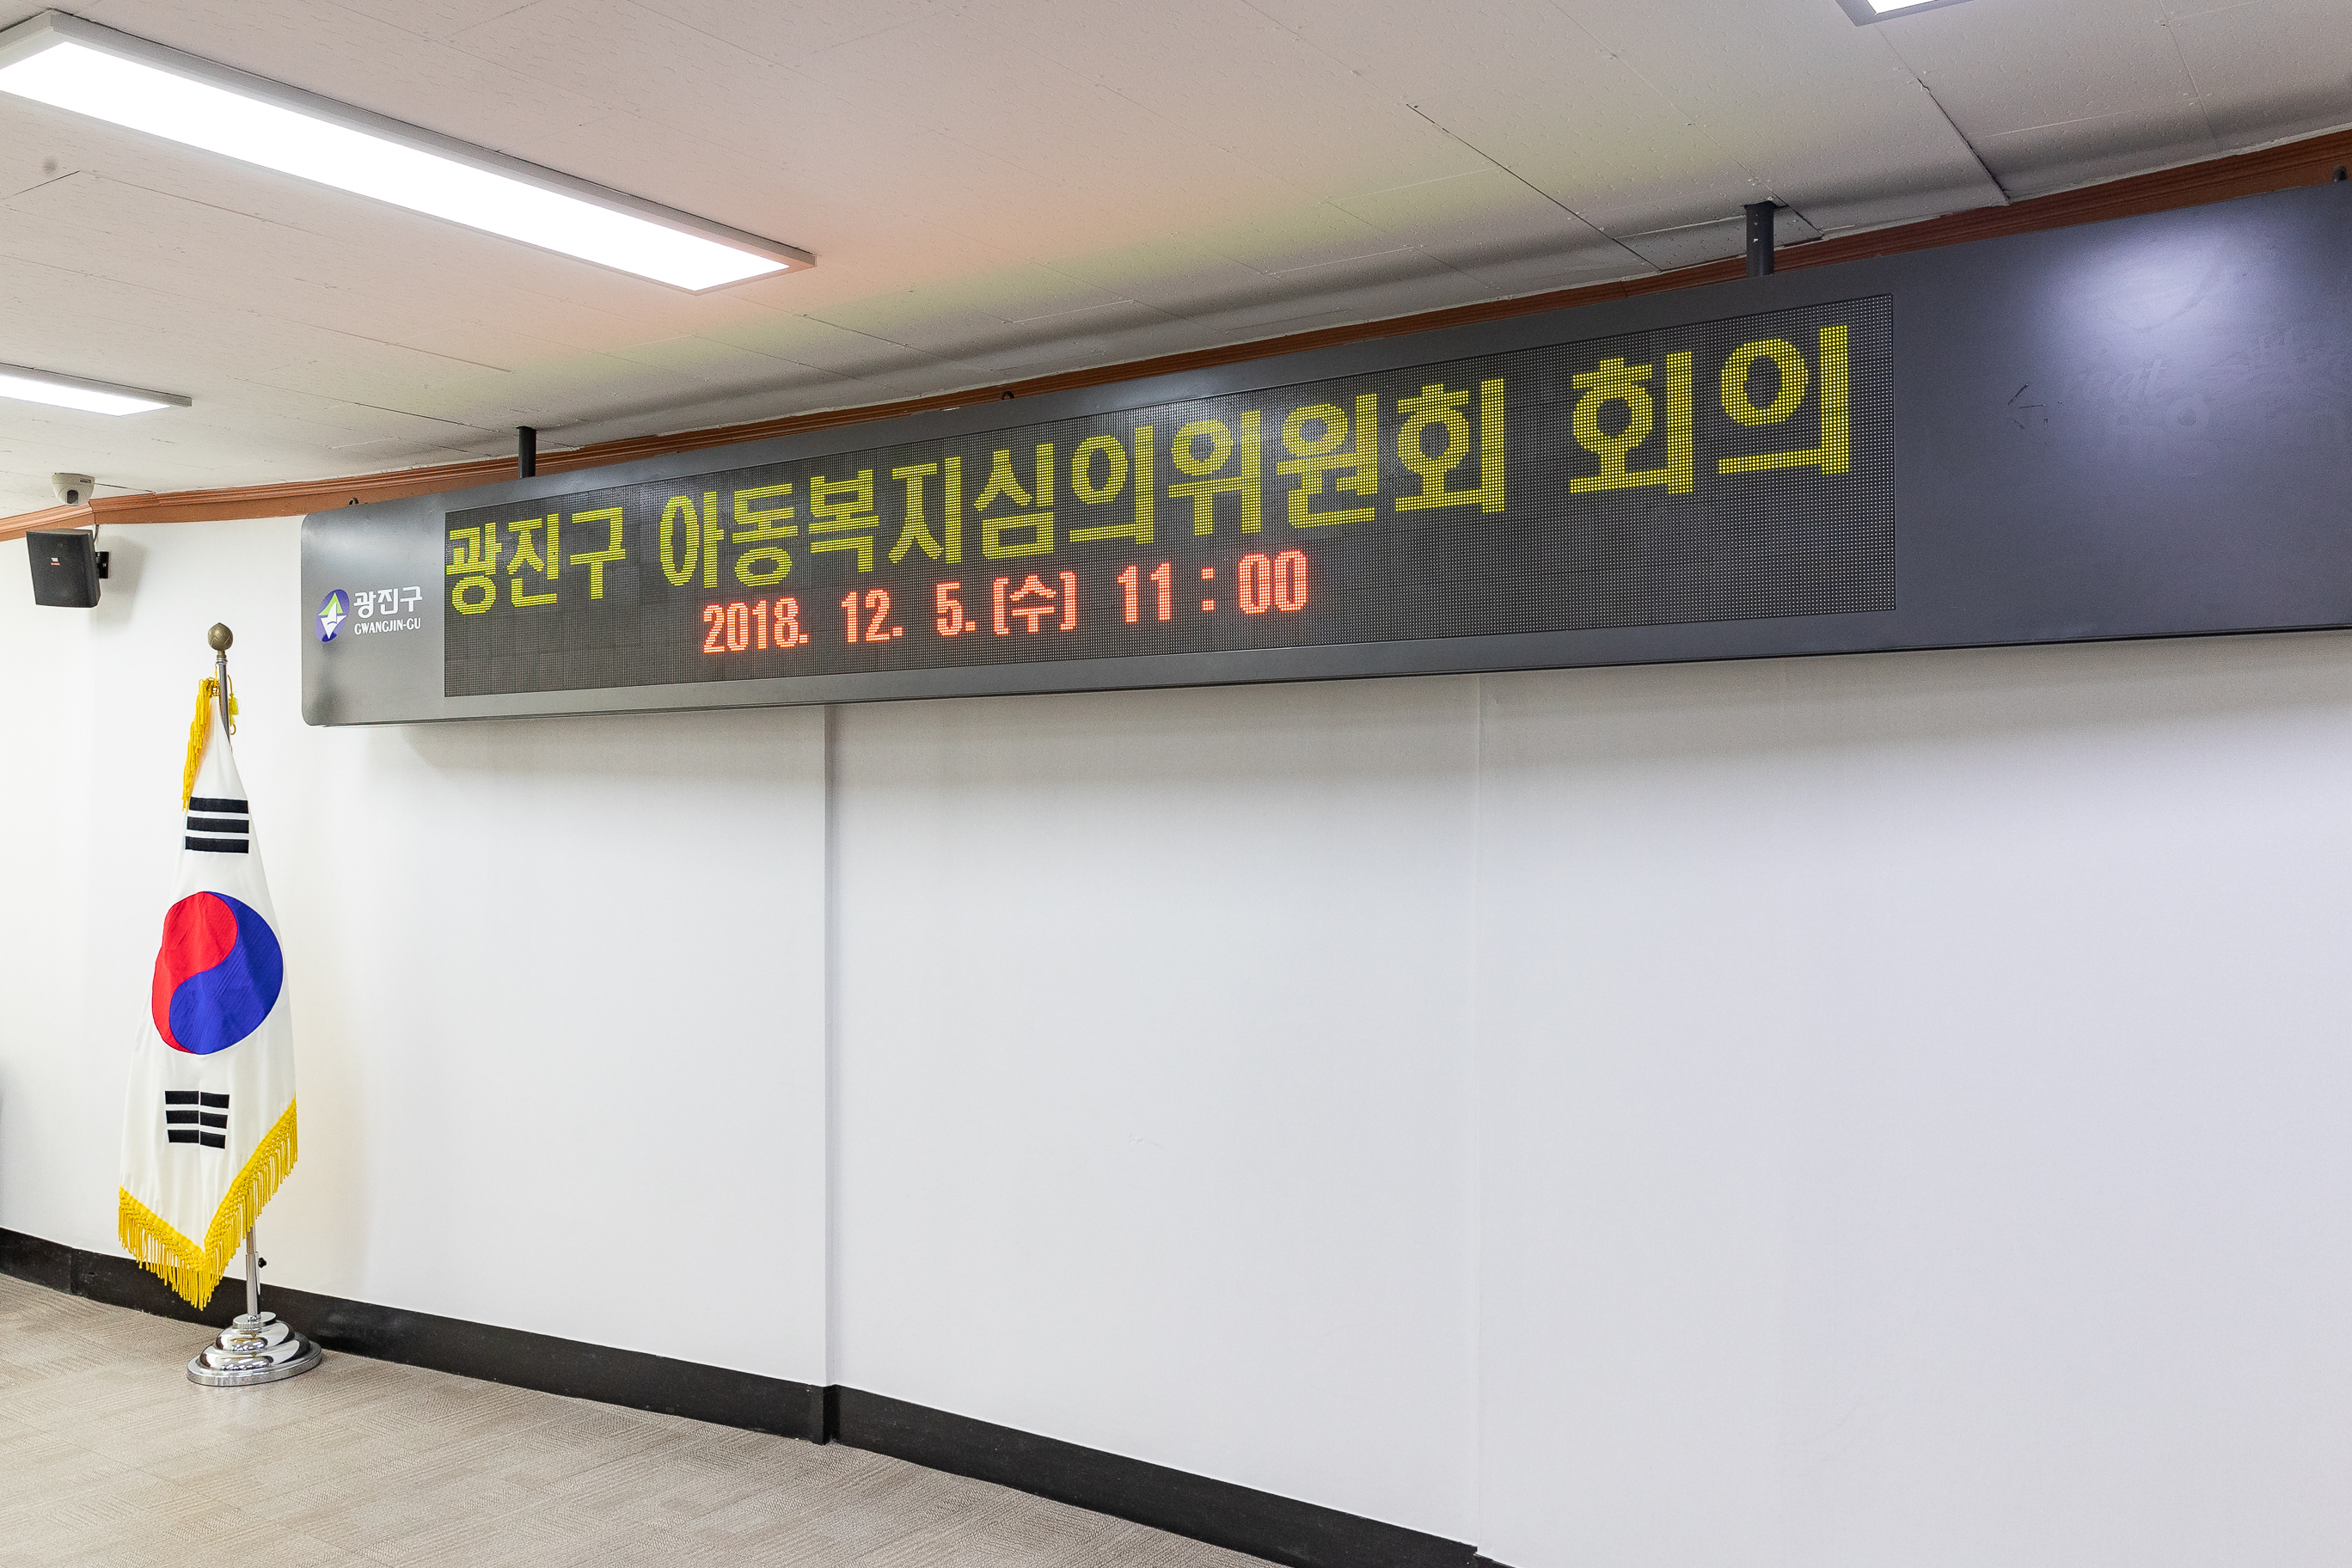 광진구 아동복지심의위원회 회의
2018. 12. 5. (수) 11 : 00
광진구
GWANGJIN-GU